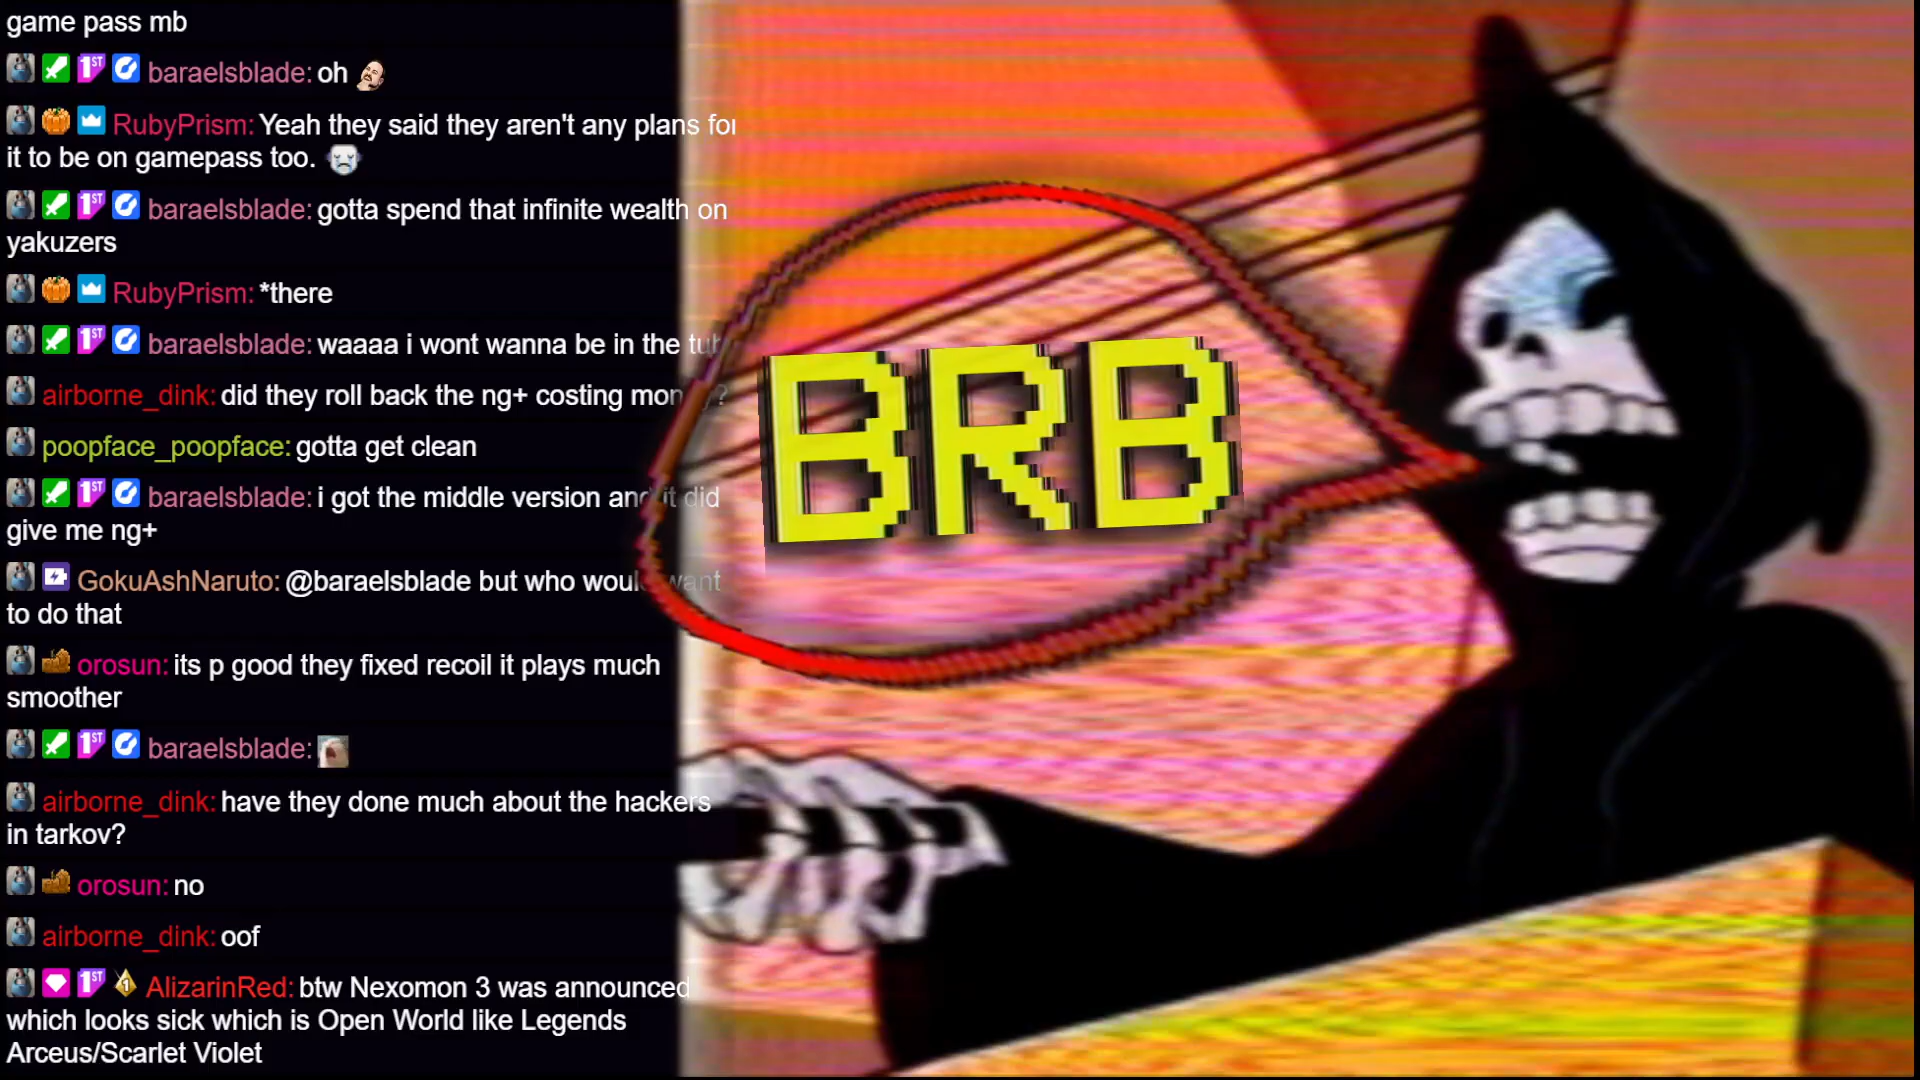 game pass mb
baraelsblade: oh
RubyPrism: Yeah they said they aren't any plans for
it to be on gamepass too.
baraelsblade: gotta spend that infinite wealth on
yakuzers
RubyPrism: *there
baraelsblade: waaaa i wont wanna be in the tub
airborne_dink: did they roll back the ng+ costing money?
poopface_poopface: gotta get clean
baraelsblade: i got the middle version and it did
give me ng+
GokuAshNaruto: @baraelsblade but who would want
to do that
orosun: its p good they fixed recoil it plays much
smoother
baraelsblade:
airborne_dink: have they done much about the hackers
in tarkov?
orosun: no
airborne_dink: oof
AlizarinRed: btw Nexomon 3 was announced
which looks sick which is Open World like Legends
Arceus/Scarlet Violet
BRB